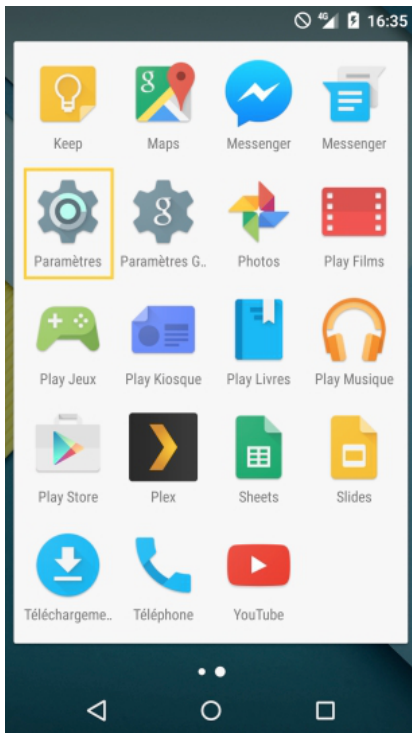 4G 16:35
Keep Maps Messenger Messenger
g
Paramètres Paramètres G.. Photos Play Films
g
Play Jeux Play Kiosque Play Livres Play Musique
Play Store Plex Sheets Slides
Téléchargeme.. Téléphone YouTube